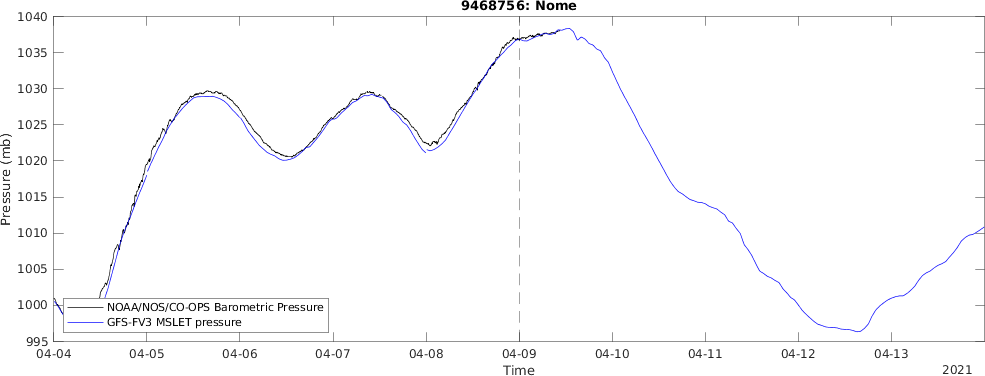 9468756: Nome
1040
1035
1030
1025
1020
1015
1010
1005
1000
995
Pressure (mb)
NOAA/NOS/CO-OPS Barometric Pressure
GFS-FV3 MSLET pressure
04-04 04-05 04-06 04-07 04-08 04-09 04-10 04-11 04-12 04-13
Time
2021